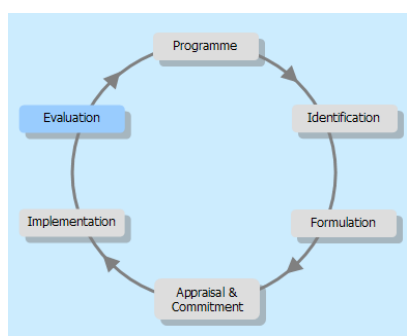 Programme
Identification
Formulation
Appraisal &
Commitment
Implementation
Evaluation